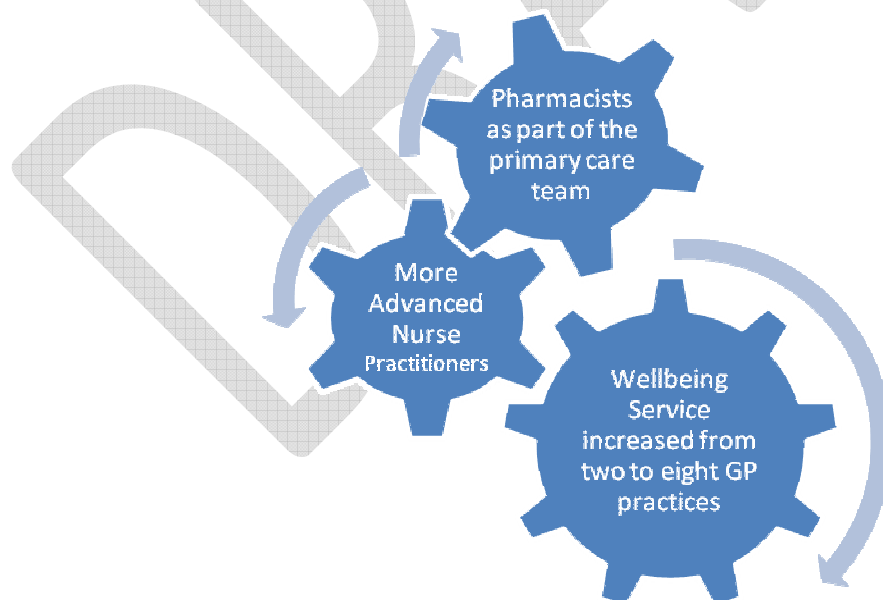 Pharmacists
as part of the
primary care
team
More
Advanced
Nurse
Practitioners
Wellbeing
Service
increased from
two to eight GP
practices